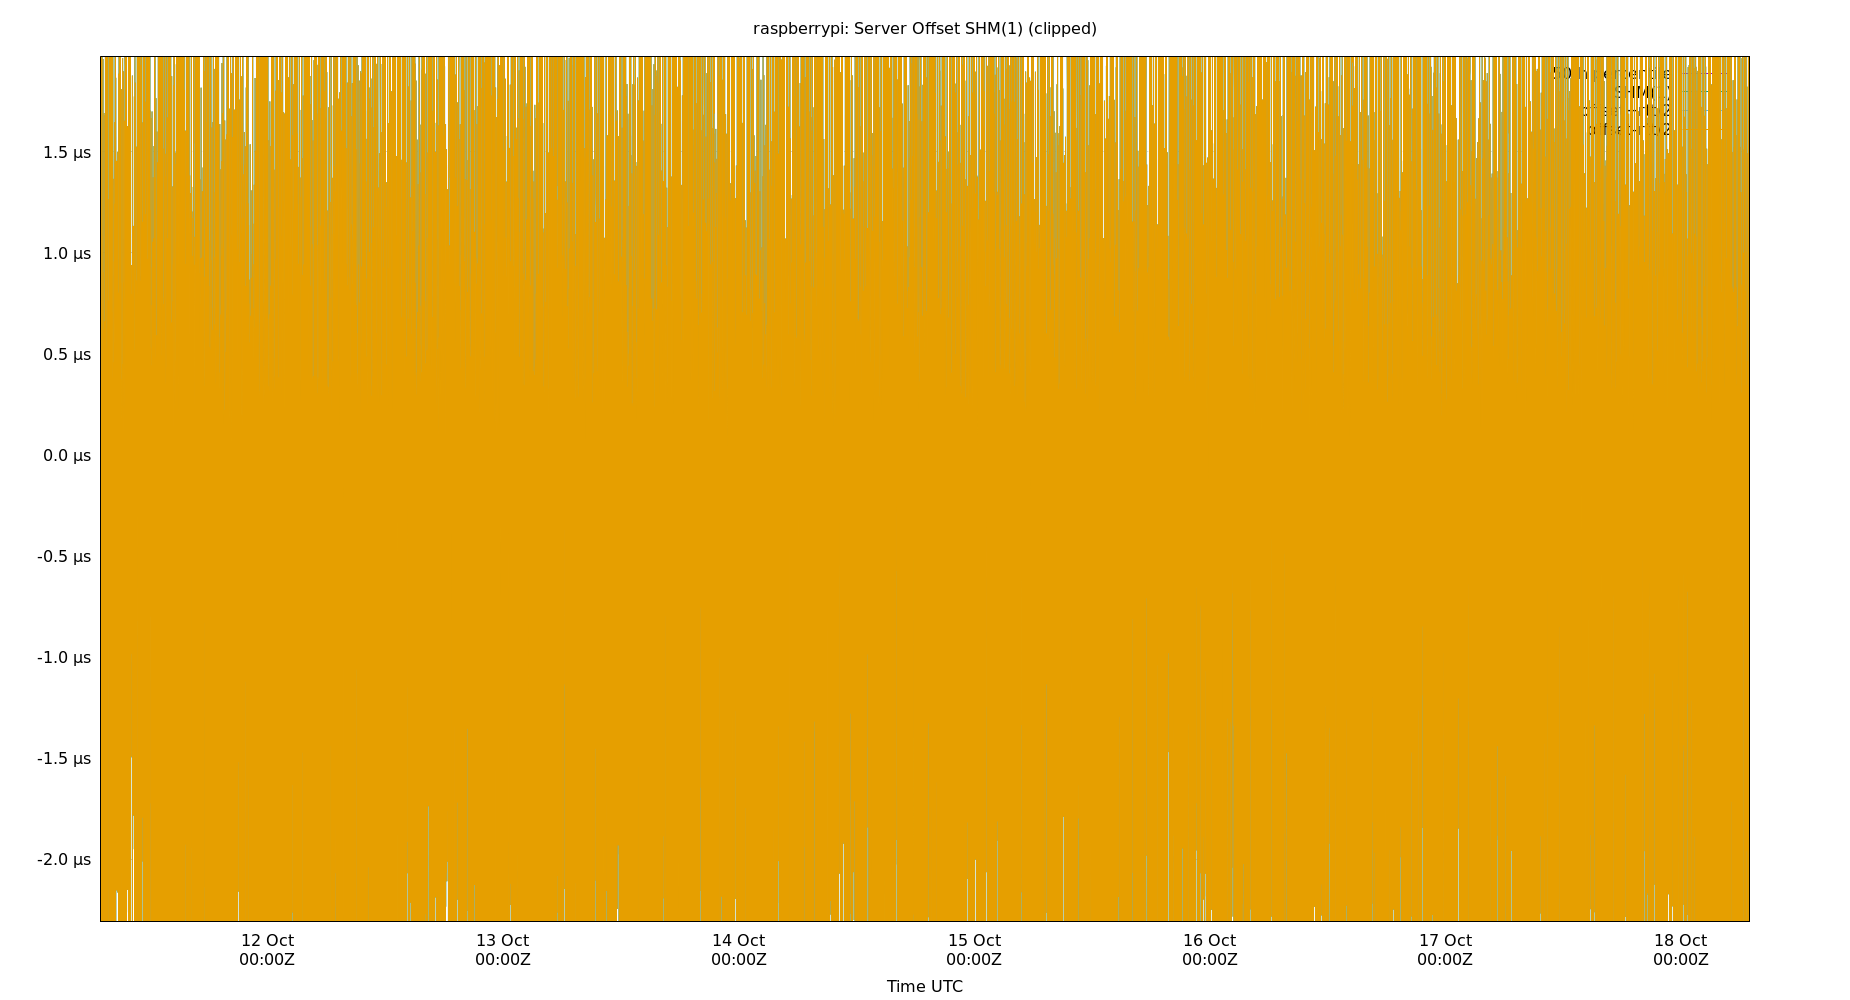 raspberrypi: Server Offset SHM(1) (clipped)
SHM(1)
1.5 µs
1.0 µs
0.5 µs
0.0 µs
-0.5 µs
-1.0 µs
-1.5 µs
-2.0 µs
12 Oct 13 Oct 14 Oct 15 Oct 16 Oct 17 Oct 18 Oct
00:00Z 00:00Z 00:00Z 00:00Z 00:00Z 00:00Z 00:00Z
Time UTC